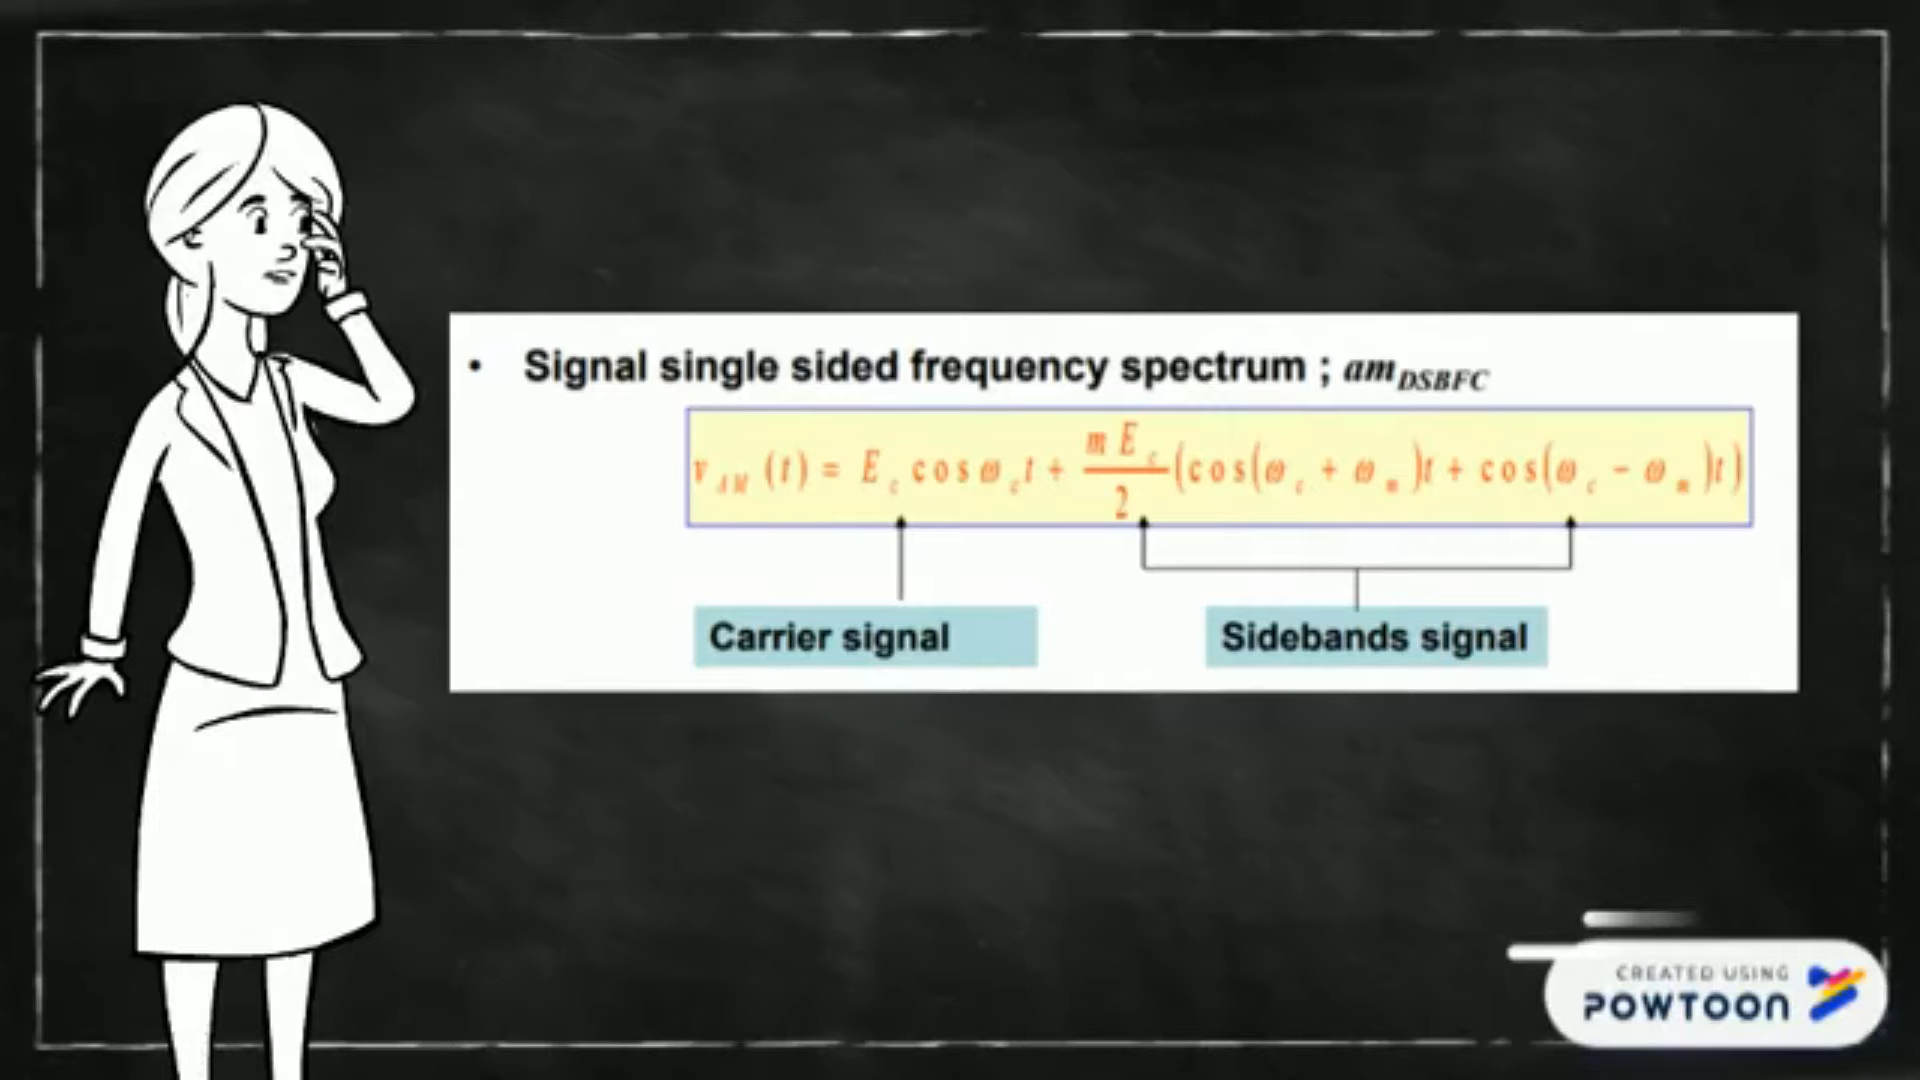 • Signal single sided frequency spectrum ; am_DSBFC
v_AM (t) = E_c cos ω_c t + (m E_c / 2) (cos(ω_c + ω_m)t + cos(ω_c − ω_m)t)
Carrier signal
Sidebands signal
CREATED USING
POWTOON